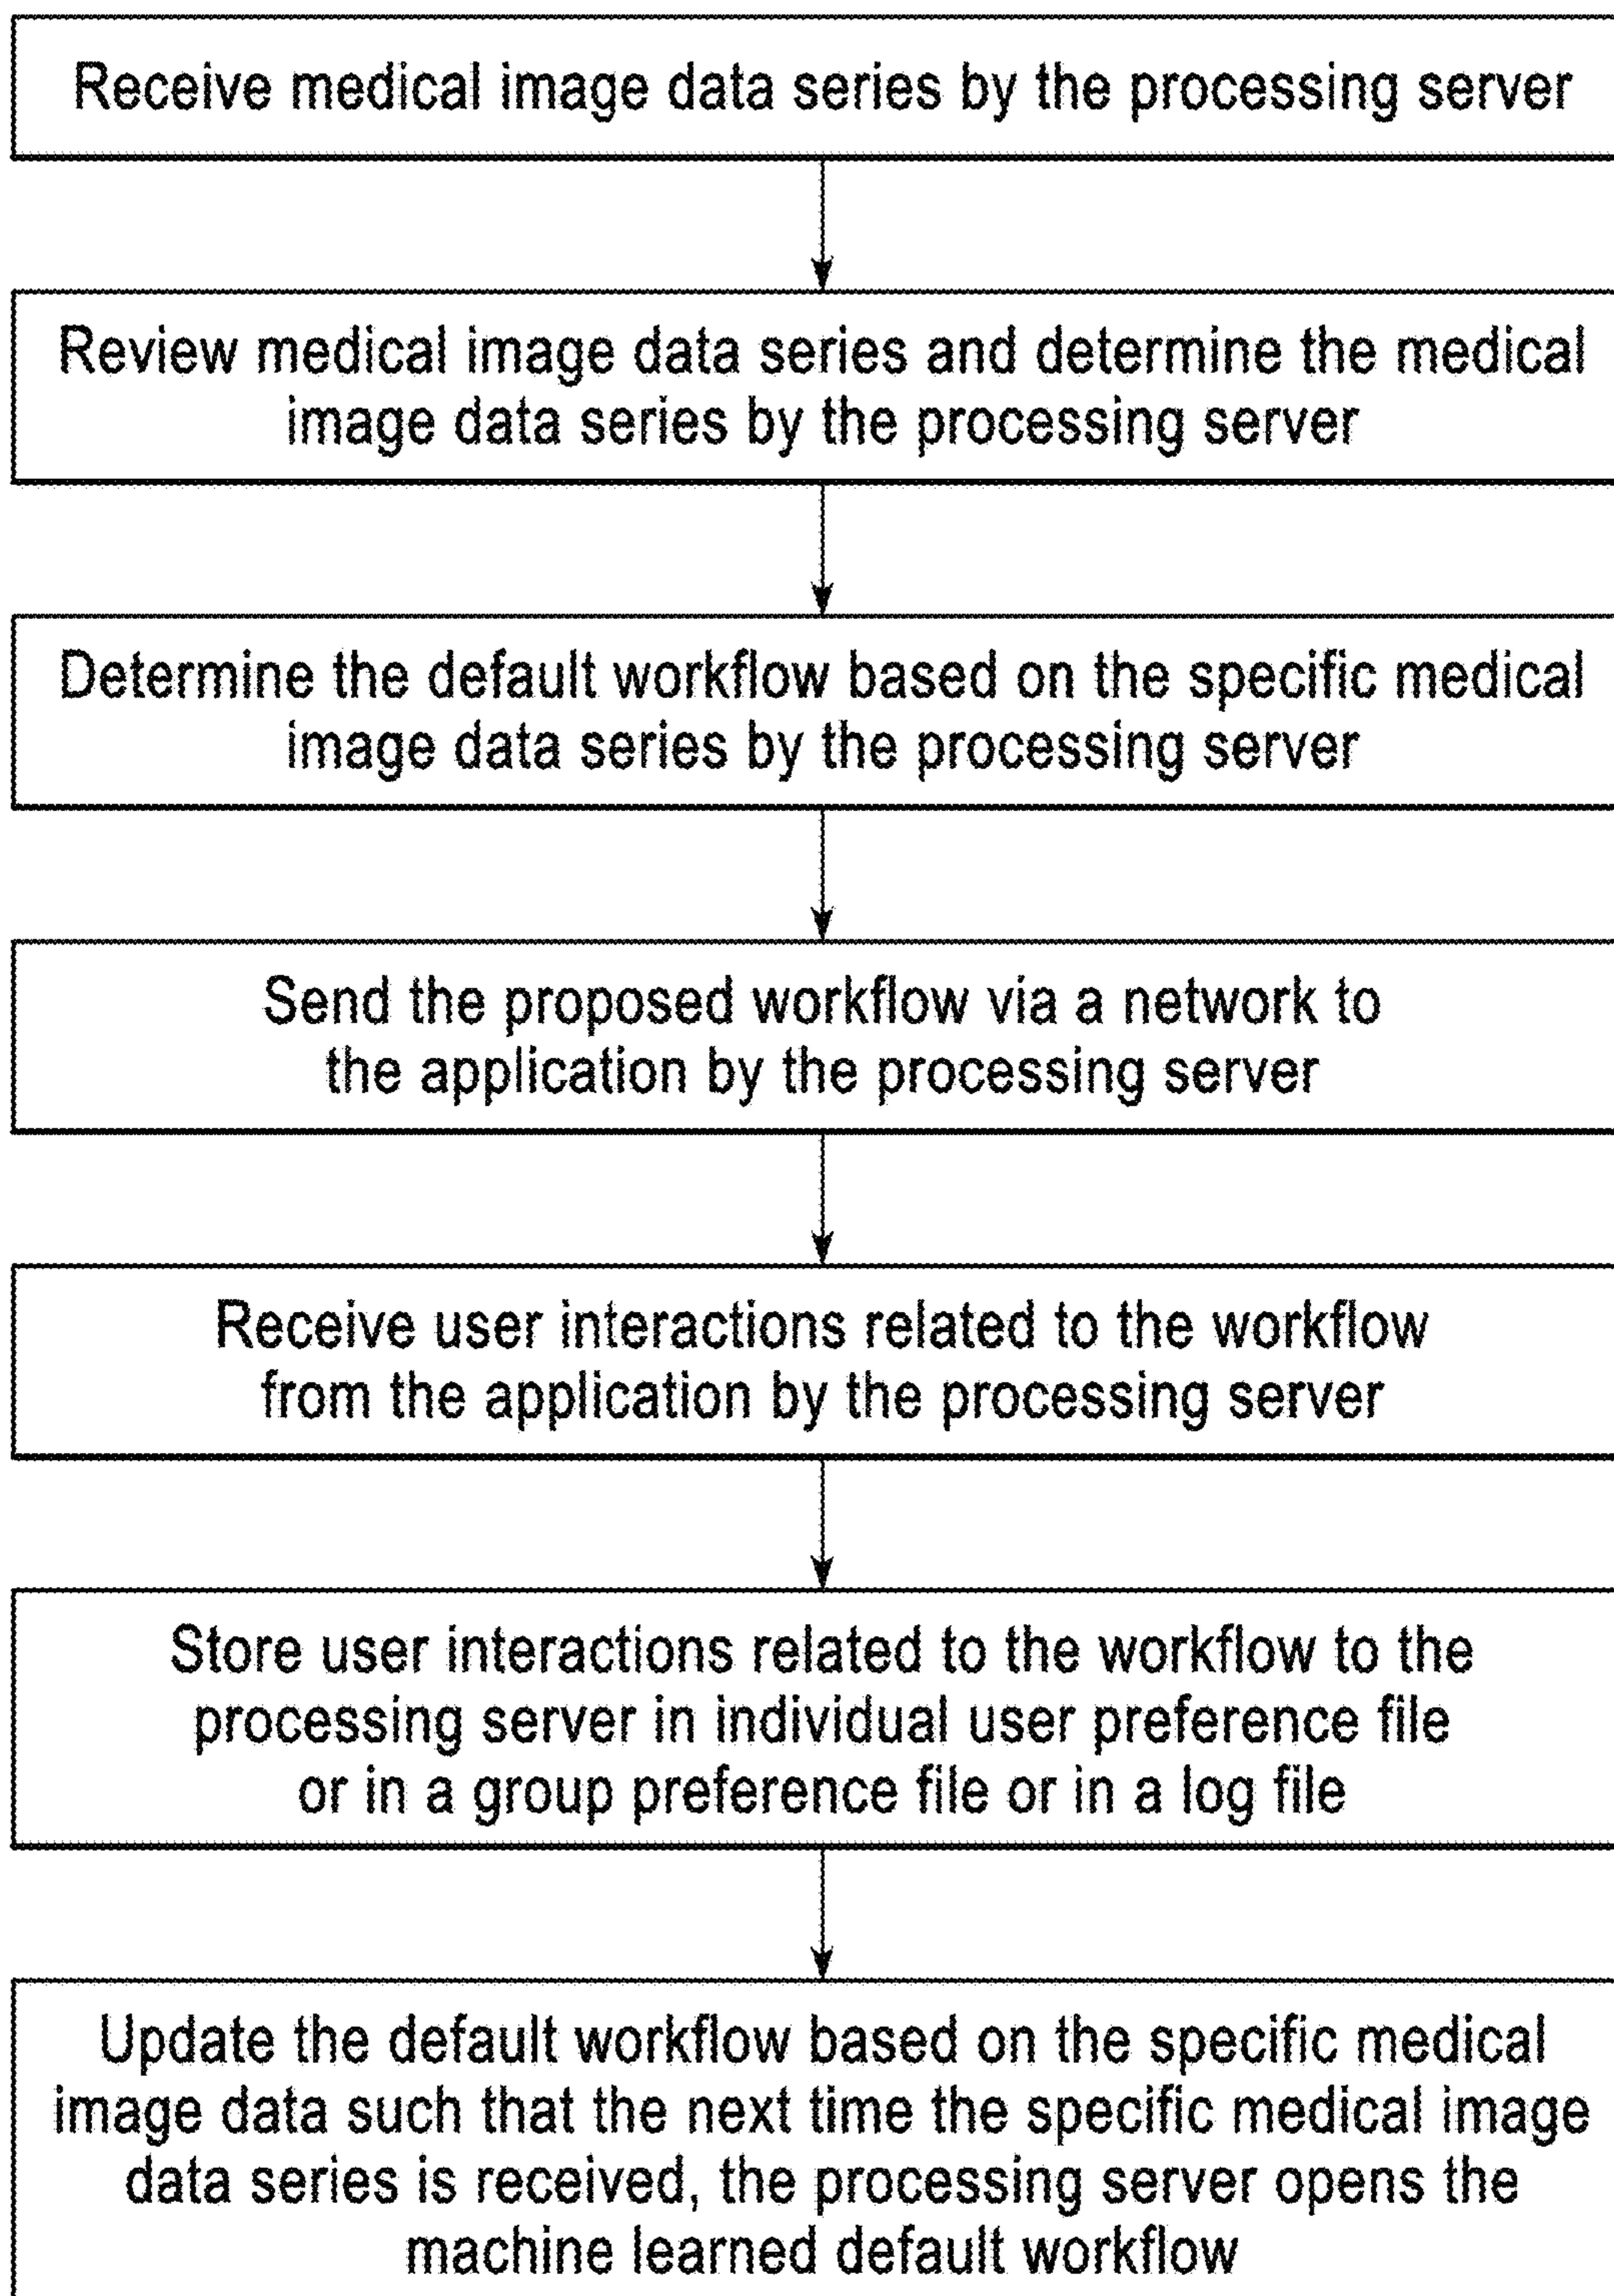 Receive medical image data series by the processing server
Review medical image data series and determine the medical
image data series by the processing server
Determine the default workflow based on the specific medical
image data series by the processing server
Send the proposed workflow via a network to
the application by the processing server
Receive user interactions related to the workflow
from the application by the processing server
Store user interactions related to the workflow to the
processing server in individual user preference file
or in a group preference file or in a log file
Update the default workflow based on the specific medical
image data such that the next time the specific medical image
data series is received, the processing server opens the
machine learned default workflow